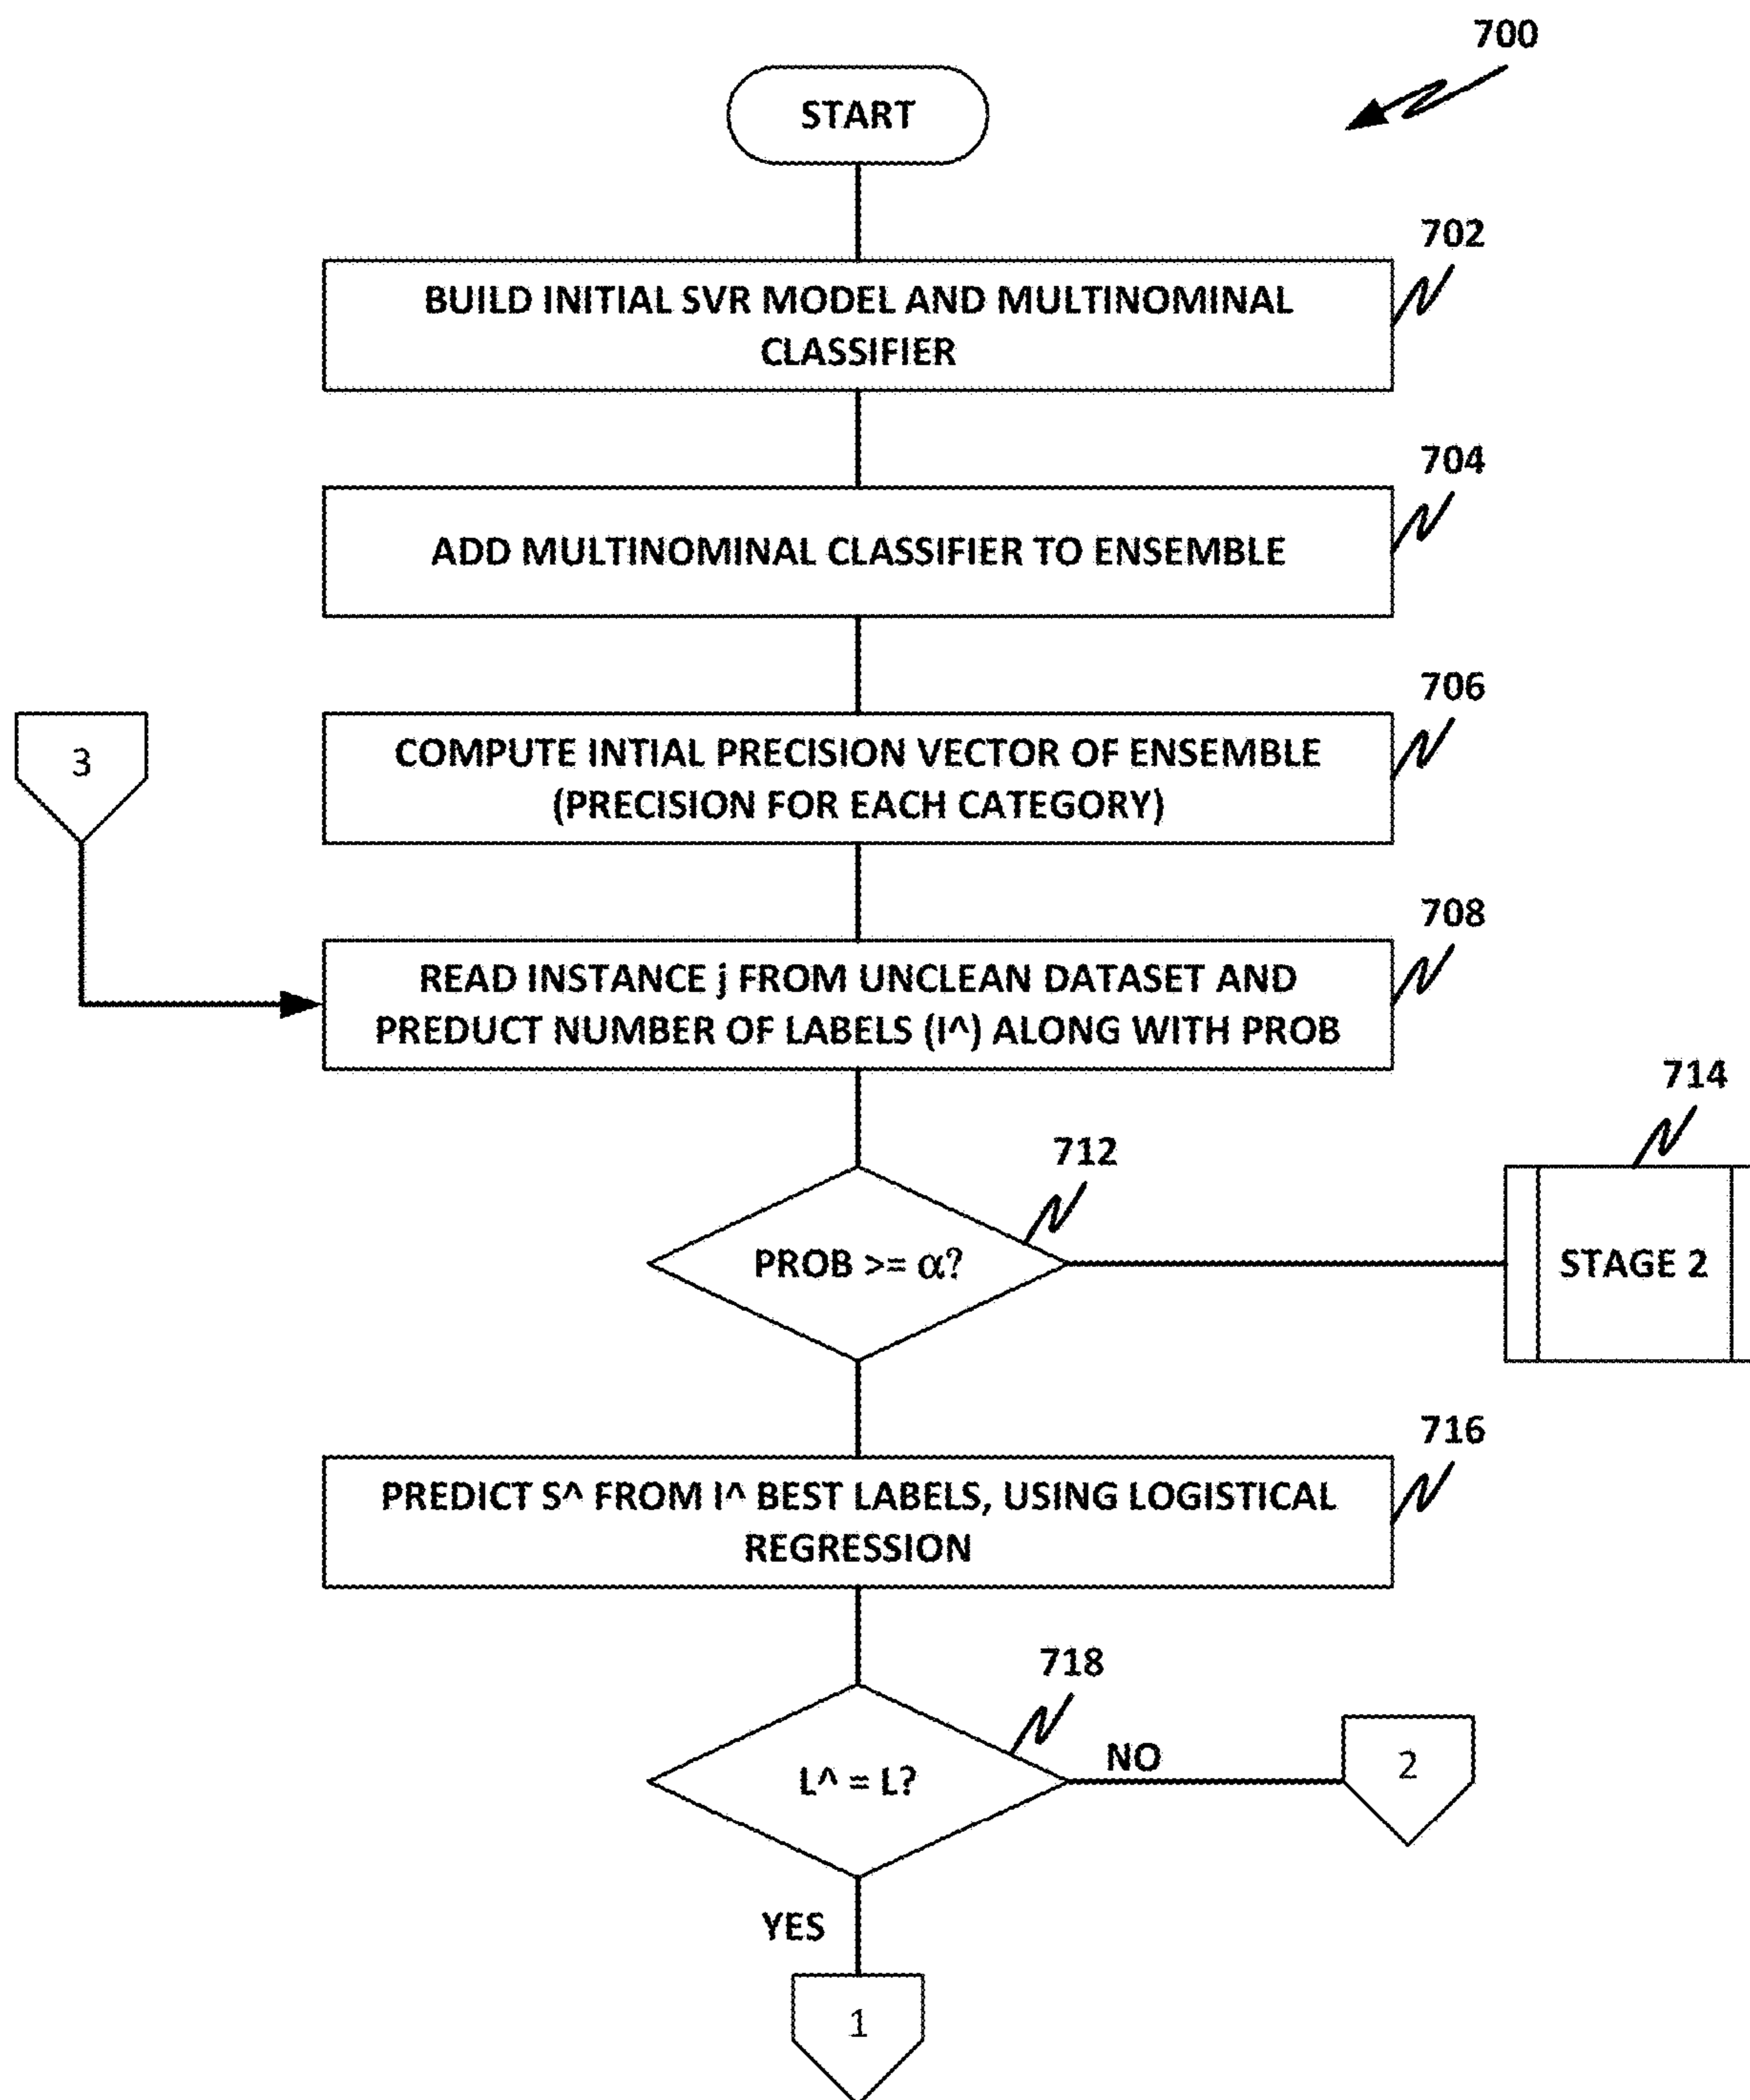 700
START
702
BUILD INITIAL SVR MODEL AND MULTINOMINAL
CLASSIFIER
704
ADD MULTINOMINAL CLASSIFIER TO ENSEMBLE
706
COMPUTE INTIAL PRECISION VECTOR OF ENSEMBLE
(PRECISION FOR EACH CATEGORY)
3
708
READ INSTANCE j FROM UNCLEAN DATASET AND
PREDUCT NUMBER OF LABELS (I^) ALONG WITH PROB
714
712
PROB >= α?
STAGE 2
716
PREDICT S^ FROM I^ BEST LABELS, USING LOGISTICAL
REGRESSION
718
L^ = L?
NO
2
YES
1